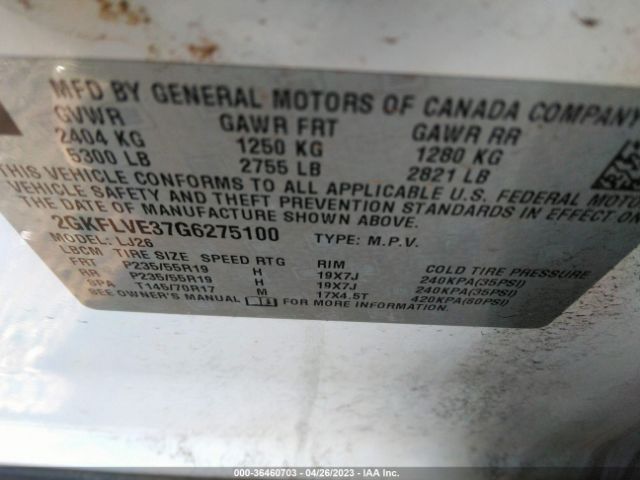 MFD BY GENERAL MOTORS OF CANADA COMPANY
GVWR GAWR FRT GAWR RR
2404 KG 1250 KG 1280 KG
5300 LB 2755 LB 2821 LB
THIS VEHICLE CONFORMS TO ALL APPLICABLE U.S. FEDERAL MOTOR
VEHICLE SAFETY AND THEFT PREVENTION STANDARDS IN EFFECT ON
THE DATE OF MANUFACTURE SHOWN ABOVE.
2GKFLVE37G6275100 TYPE: M.P.V.
MODEL: LJ26
LBCM TIRE SIZE SPEED RTG RIM COLD TIRE PRESSURE
FRT P235/55R19 H 19X7J 240KPA(35PSI)
RR P235/55R19 H 19X7J 240KPA(35PSI)
SPA T145/70R17 M 17X4.5T 420KPA(60PSI)
SEE OWNER'S MANUAL FOR MORE INFORMATION.
000-36460703 - 04/26/2023 - IAA Inc.